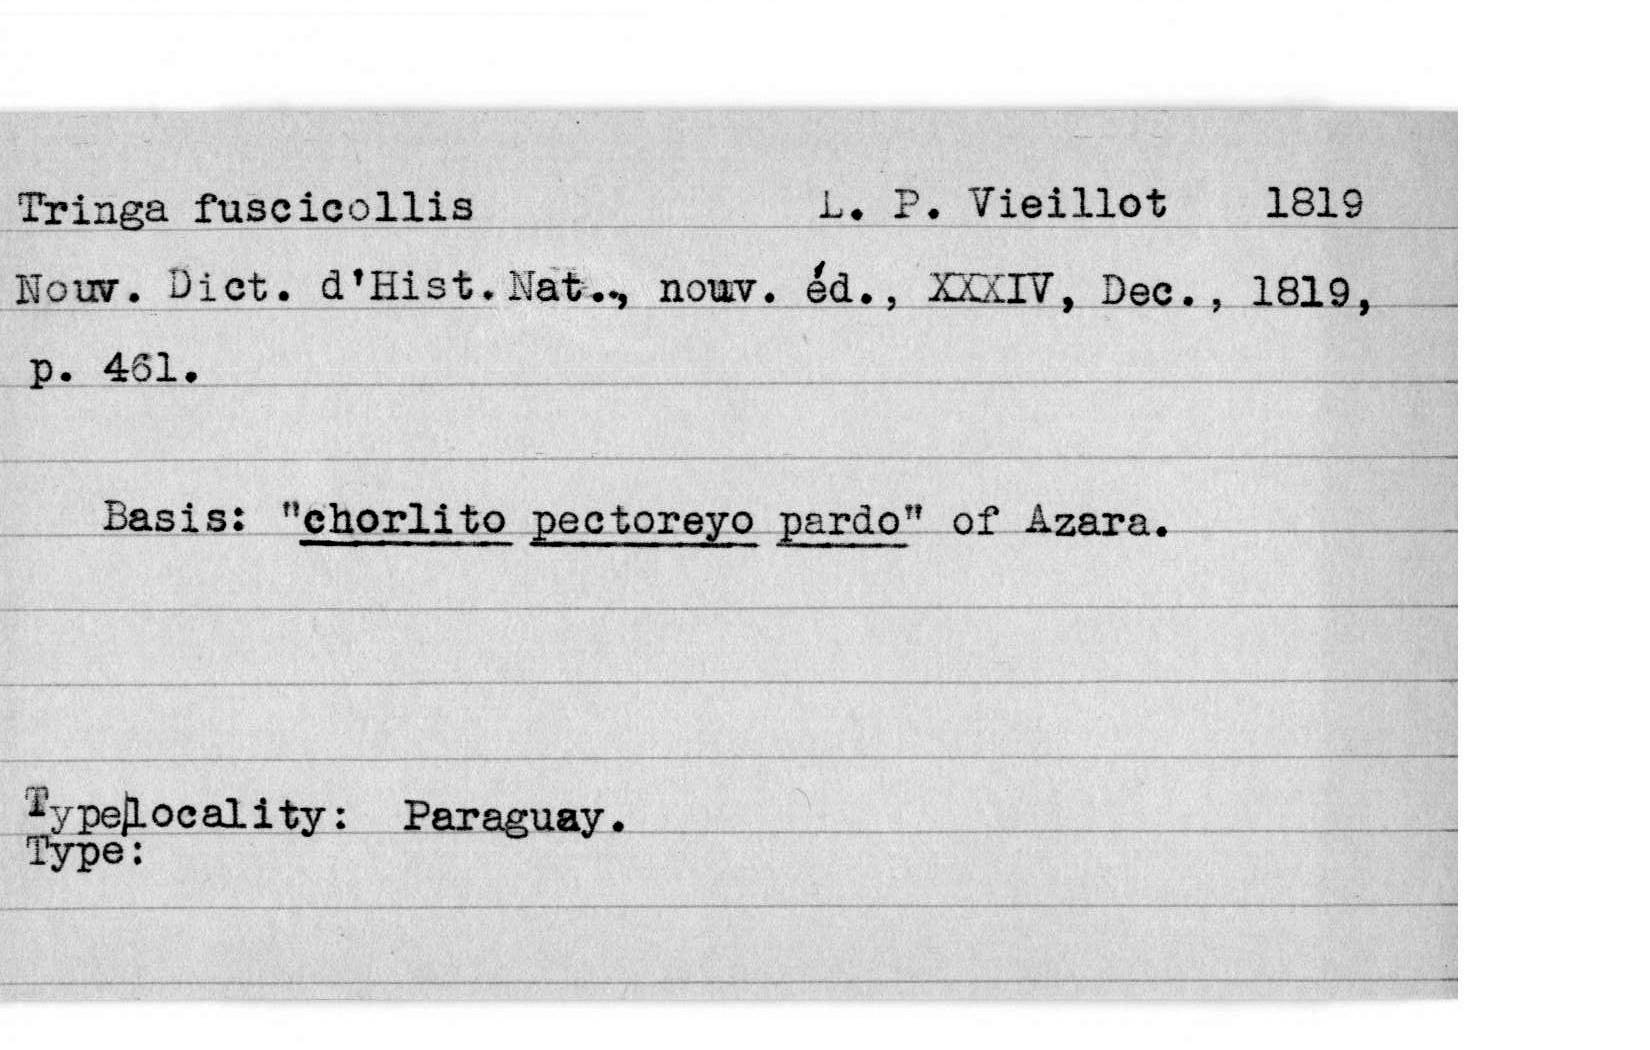 Tringa fuscicollis L. P. Vieillot 1819
Nouv. Dict. d'Hist. Nat.., nouv. éd., XXXIV, Dec., 1819,
p. 461.
Basis: "chorlito pectoreyo pardo" of Azara.
Type locality: Paraguay.
Type: